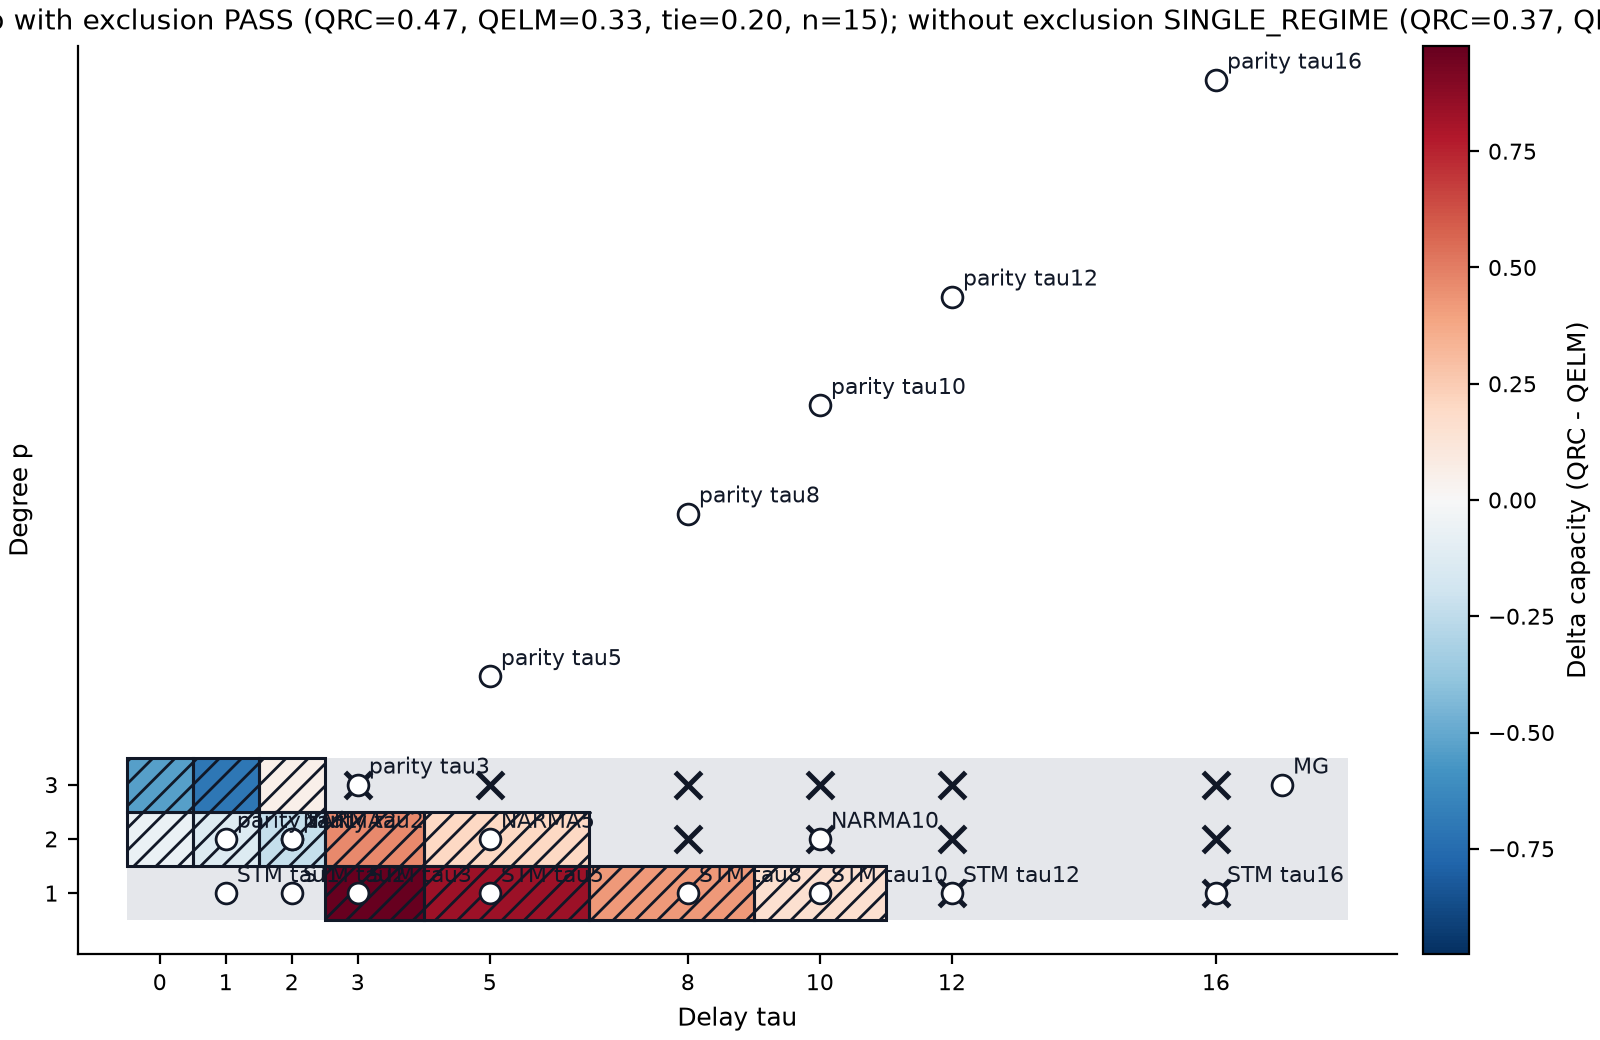 with exclusion PASS (QRC=0.47, QELM=0.33, tie=0.20, n=15); without exclusion SINGLE_REGIME (QRC=0.37,
parity tau16
parity tau12
parity tau10
parity tau8
parity tau5
parity tau3
MG
NARMA5
NARMA10
STM tau3
STM tau5
STM tau8
STM tau10
STM tau12
STM tau16
Degree p
3
2
1
0
1
2
3
5
8
10
12
16
Delay tau
0.75
0.50
0.25
0.00
−0.25
−0.50
−0.75
Delta capacity (QRC - QELM)